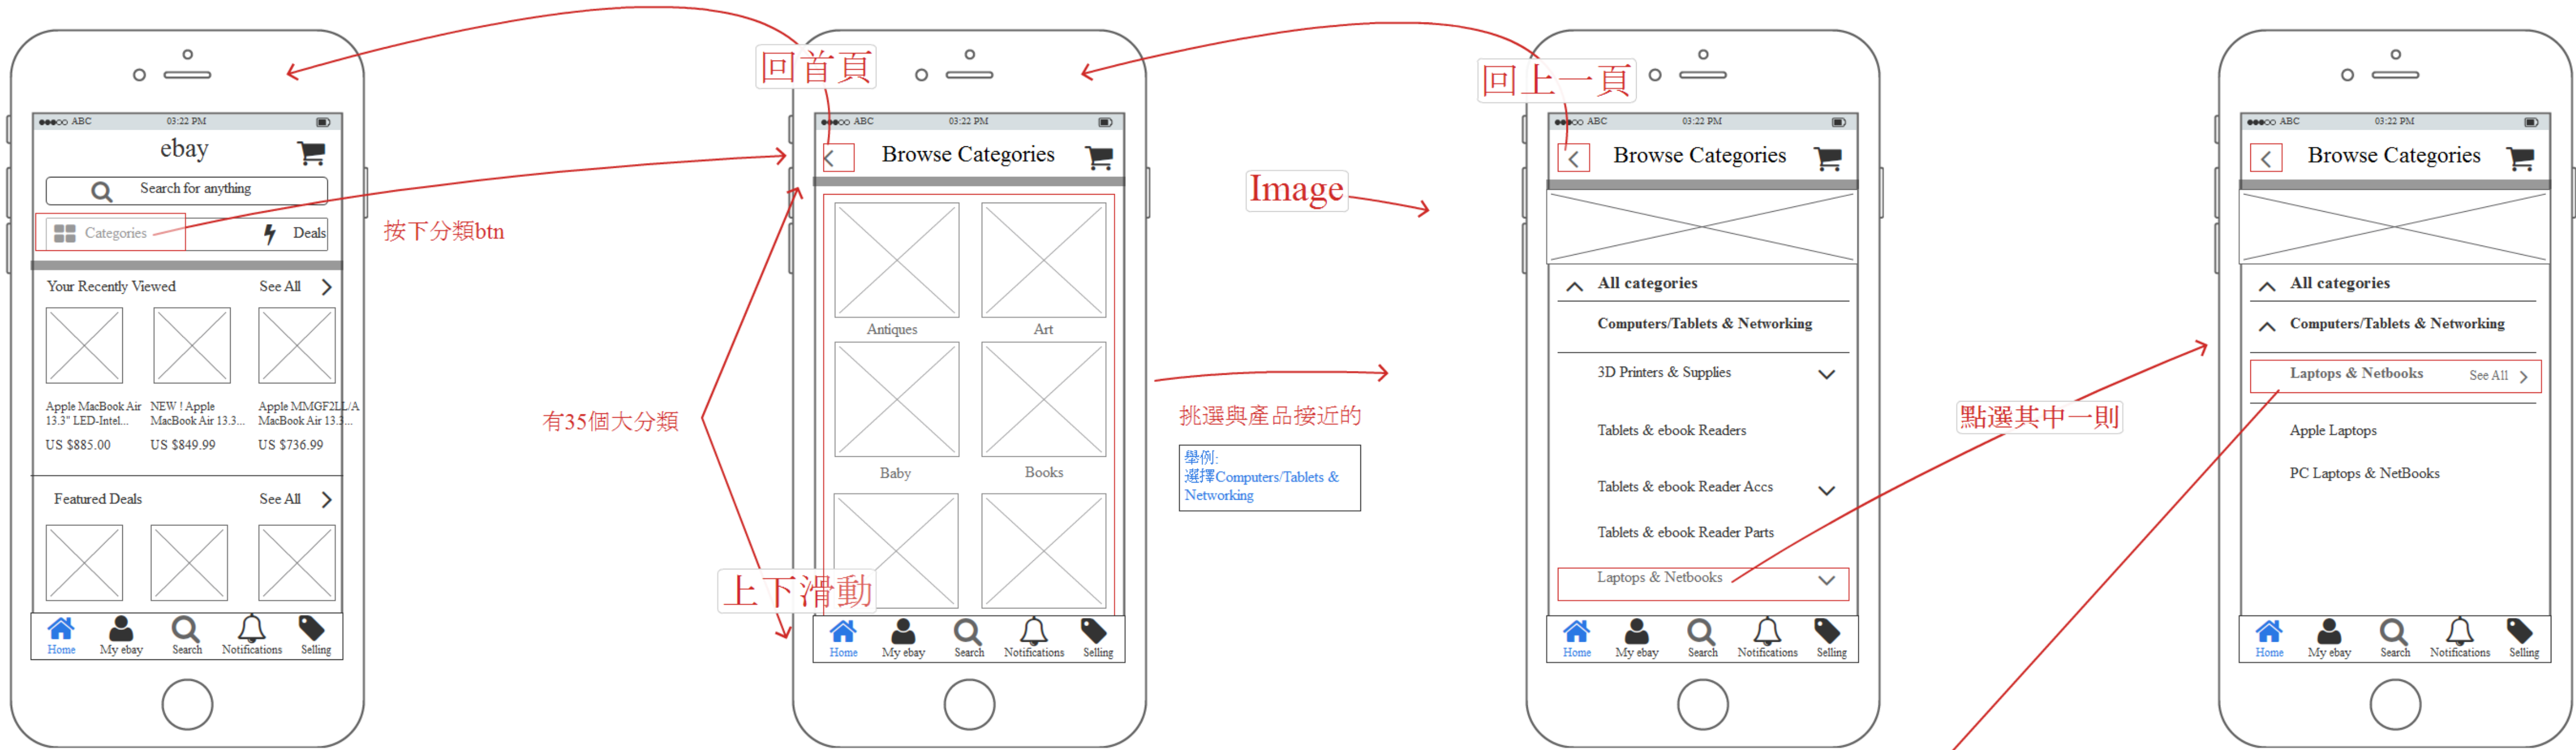 ABC 03:22 PM
ebay
Search for anything
Categories
Deals
Your Recently Viewed
See All
Apple MacBook Air
13.3" LED-Intel...
US $885.00
NEW ! Apple
MacBook Air 13.3...
US $849.99
Apple MMGF2LL/A
MacBook Air 13.3...
US $736.99
Featured Deals
See All
Home
My ebay
Search
Notifications
Selling
按下分類btn
回首頁
ABC 03:22 PM
Browse Categories
Antiques
Art
Baby
Books
有35個大分類
上下滑動
Home
My ebay
Search
Notifications
Selling
挑選與產品接近的
舉例:
選擇Computers/Tablets &
Networking
Image
回上一頁
ABC 03:22 PM
Browse Categories
All categories
Computers/Tablets & Networking
3D Printers & Supplies
Tablets & ebook Readers
Tablets & ebook Reader Accs
Tablets & ebook Reader Parts
Laptops & Netbooks
Home
My ebay
Search
Notifications
Selling
點選其中一則
ABC 03:22 PM
Browse Categories
All categories
Computers/Tablets & Networking
Laptops & Netbooks
See All
Apple Laptops
PC Laptops & NetBooks
Home
My ebay
Search
Notifications
Selling